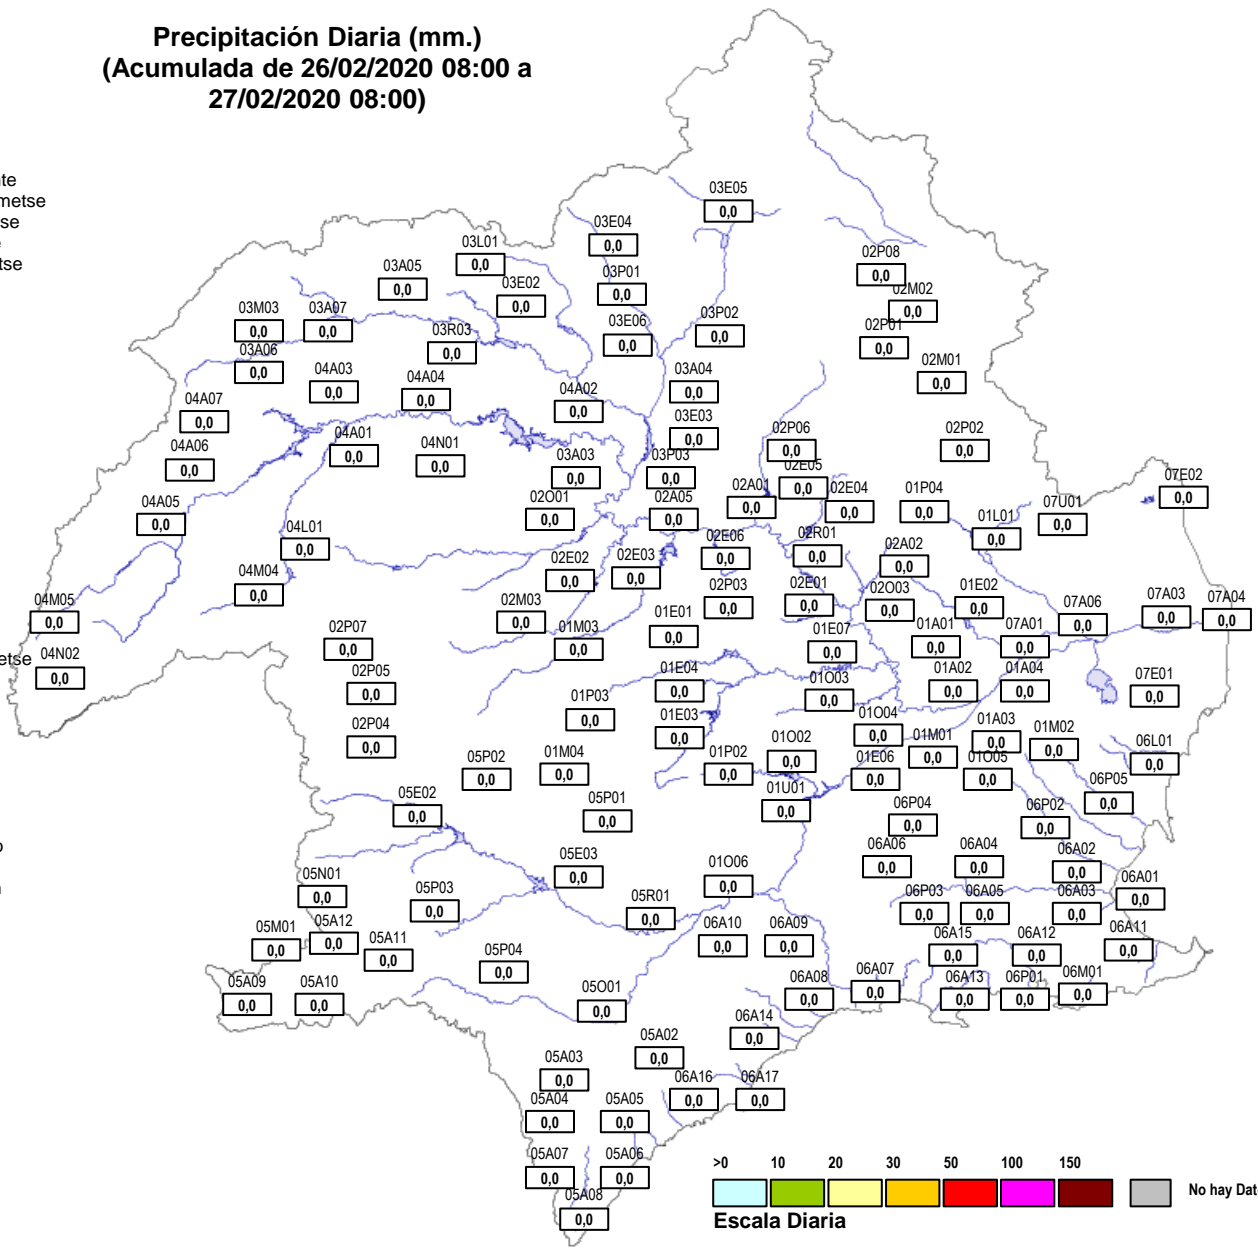 Precipitación Diaria (mm.)
(Acumulada de 26/02/2020 08:00 a
27/02/2020 08:00)
te
metse
se
tse
etse
03E05
0,0
03E04
0,0
03L01
0,0
02P08
0,0
03A05
0,0
03P01
0,0
03E02
0,0
02M02
0,0
03M03
0,0
03A07
0,0
03P02
0,0
03E06
0,0
03R03
0,0
02P01
0,0
03A06
0,0
02M01
0,0
04A03
0,0
04A04
0,0
03A04
0,0
04A02
0,0
04A07
0,0
03E03
0,0
04A01
0,0
02P06
0,0
02P02
0,0
04A06
0,0
04N01
0,0
03A03
0,0
03P03
0,0
02E05
0,0
07E02
0,0
02A01
0,0
02E04
0,0
01P04
0,0
04A05
0,0
02O01
0,0
02A05
0,0
07U01
0,0
01L01
0,0
04L01
0,0
02E06
0,0
02R01
0,0
02A02
0,0
02E02
0,0
02E03
0,0
04M04
0,0
02P03
0,0
02E01
0,0
02O03
0,0
01E02
0,0
04M05
0,0
02M03
0,0
07A06
0,0
07A03
0,0
07A04
0,0
01E01
0,0
02P07
0,0
01M03
0,0
01E07
0,0
01A01
0,0
07A01
0,0
04N02
0,0
02P05
0,0
01E04
0,0
01O03
0,0
01A02
0,0
01A04
0,0
07E01
0,0
01P03
0,0
02P04
0,0
01E03
0,0
01O04
0,0
01A03
0,0
01M02
0,0
05P02
0,0
01M04
0,0
01P02
0,0
01O02
0,0
01E06
0,0
01M01
0,0
01O05
0,0
06L01
0,0
05E02
0,0
05P01
0,0
01U01
0,0
06P04
0,0
06P02
0,0
06P05
0,0
05E03
0,0
01O06
0,0
06A06
0,0
06A04
0,0
06A02
0,0
05N01
0,0
05P03
0,0
05R01
0,0
06P03
0,0
06A05
0,0
06A03
0,0
06A01
0,0
05M01
0,0
05A12
0,0
05A11
0,0
06A10
0,0
06A09
0,0
06A15
0,0
06A12
0,0
06A11
0,0
05P04
0,0
05A09
0,0
05A10
0,0
05O01
0,0
06A08
0,0
06A07
0,0
06A13
0,0
06P01
0,0
06M01
0,0
06A14
0,0
05A02
0,0
05A03
0,0
06A16
0,0
06A17
0,0
05A04
0,0
05A05
0,0
05A07
0,0
05A06
0,0
05A08
0,0
>0 10 20 30 50 100 150
No hay Dat
Escala Diaria